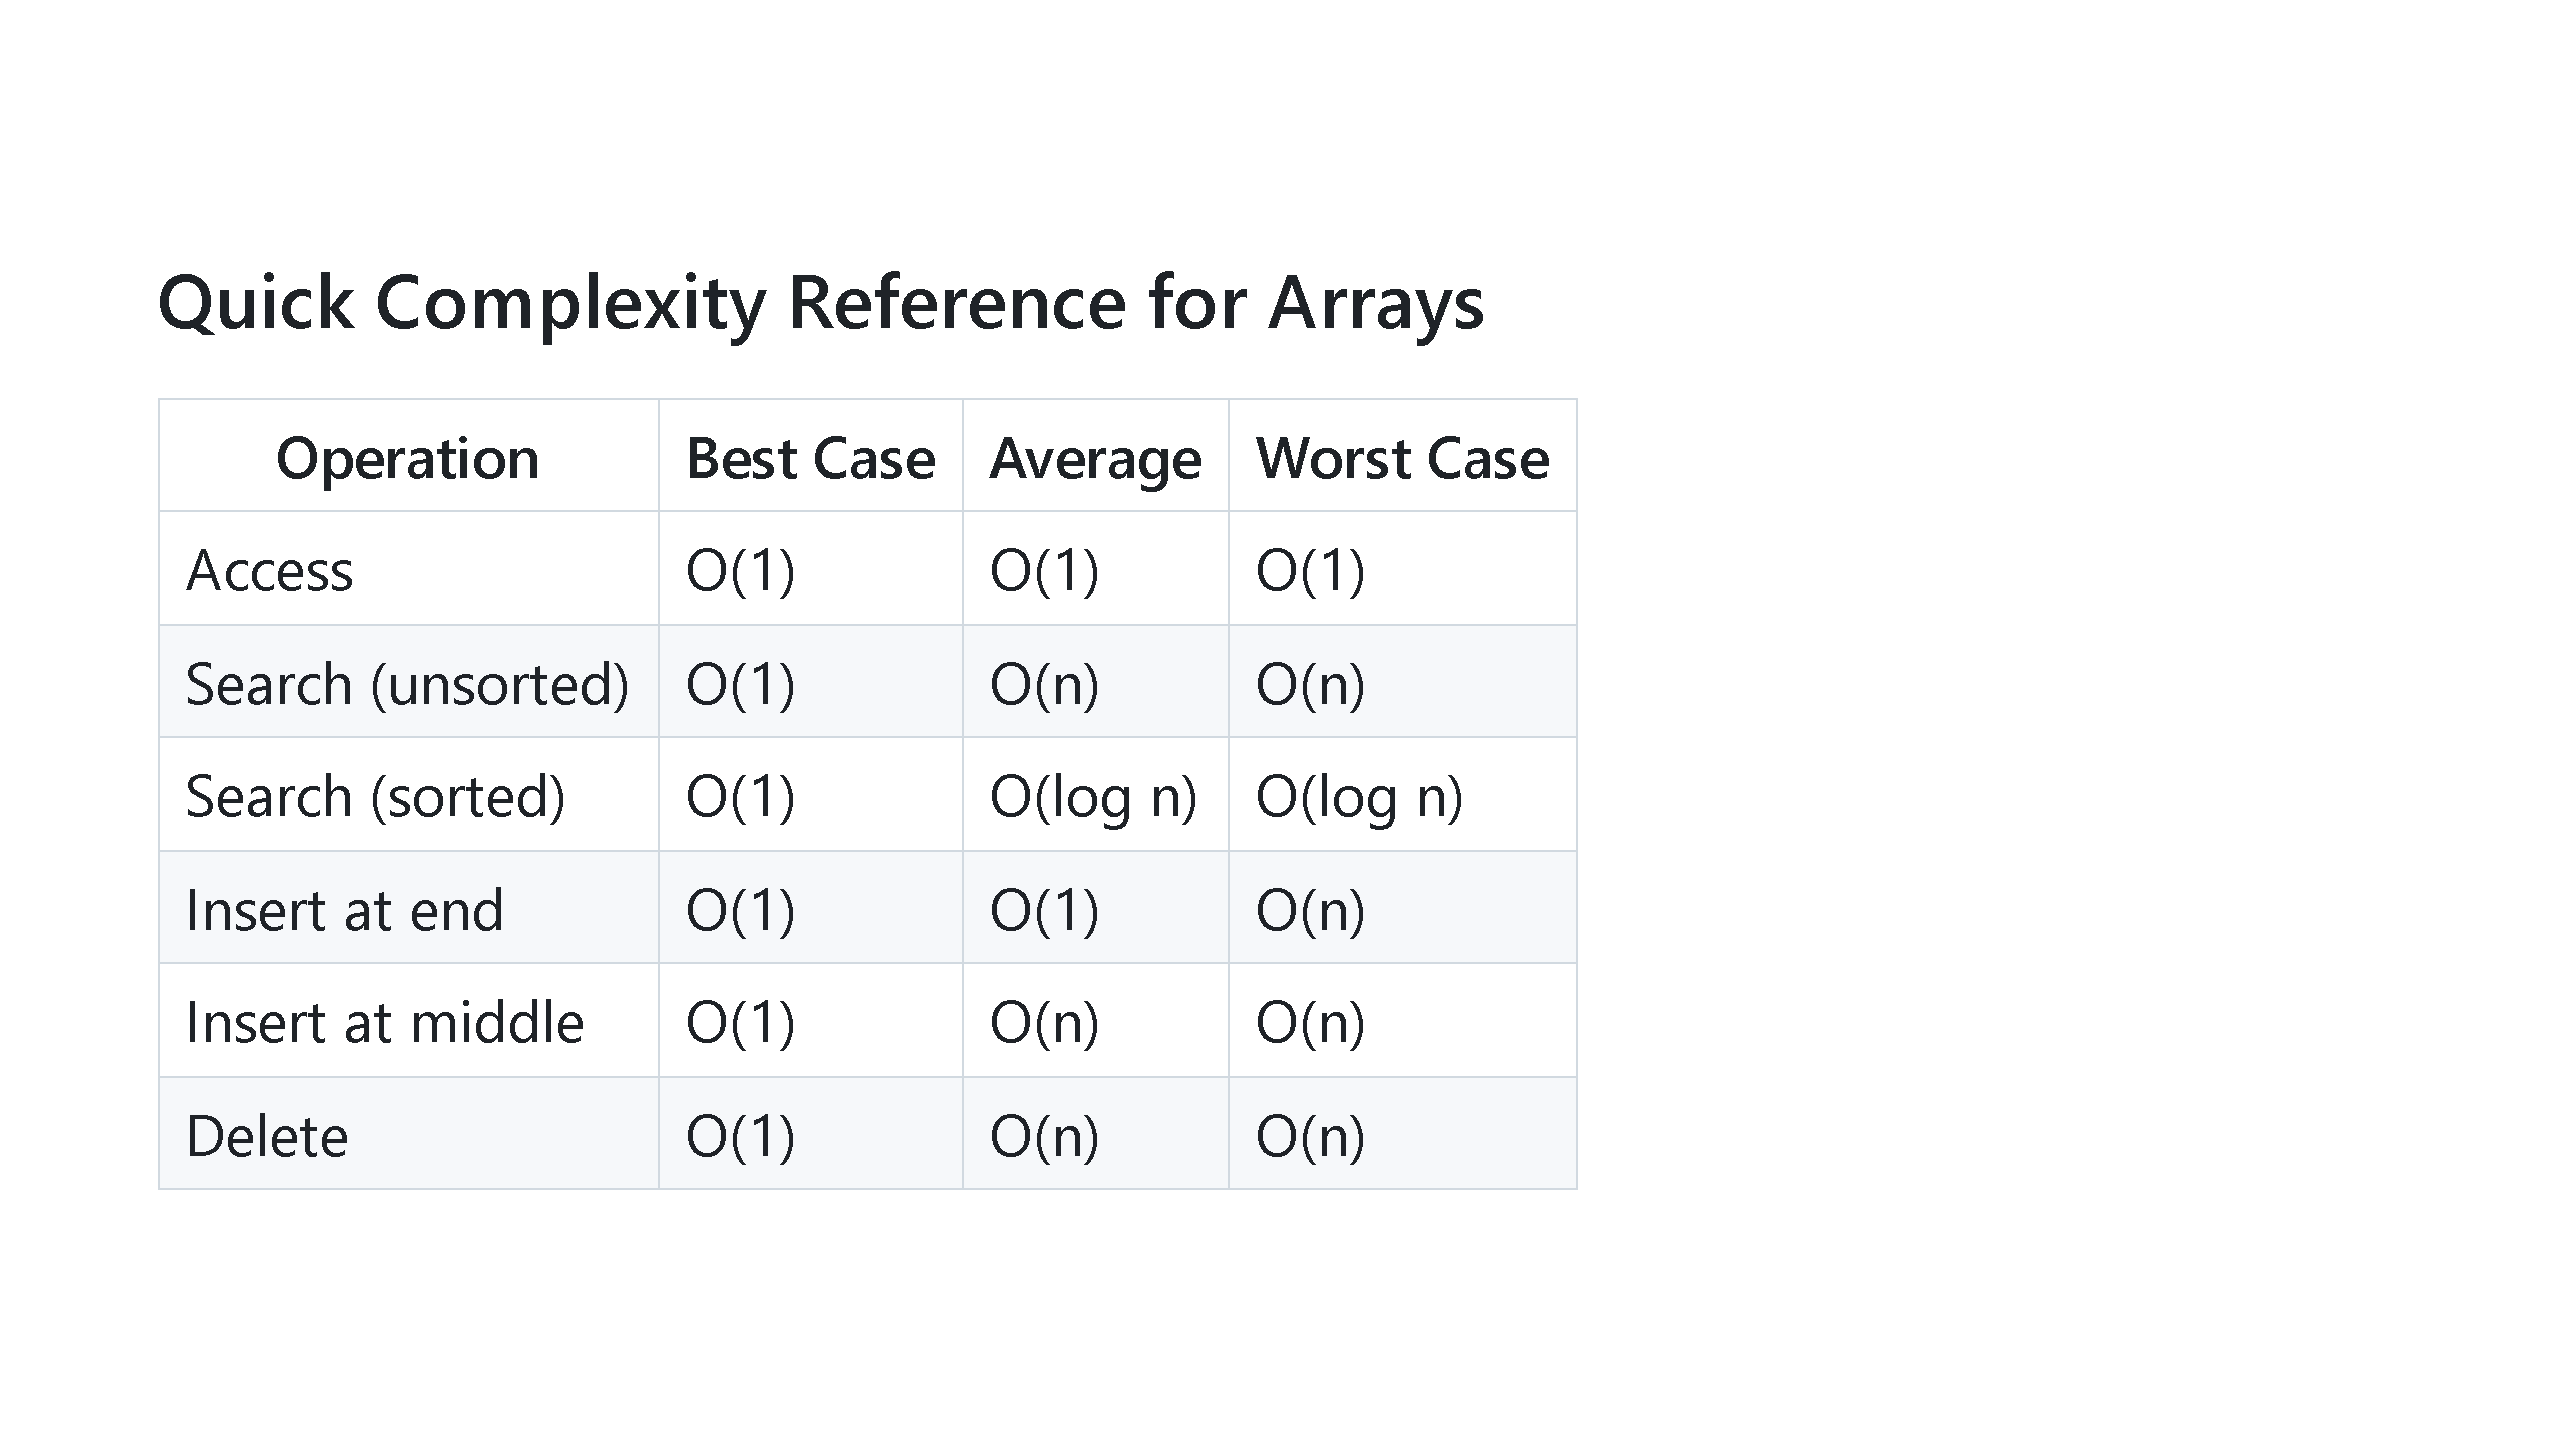 Quick Complexity Reference for Arrays
Operation Best Case Average Worst Case
Access O(1) O(1) O(1)
Search (unsorted) O(1) O(n) O(n)
Search (sorted) O(1) O(log n) O(log n)
Insert at end O(1) O(1) O(n)
Insert at middle O(1) O(n) O(n)
Delete O(1) O(n) O(n)